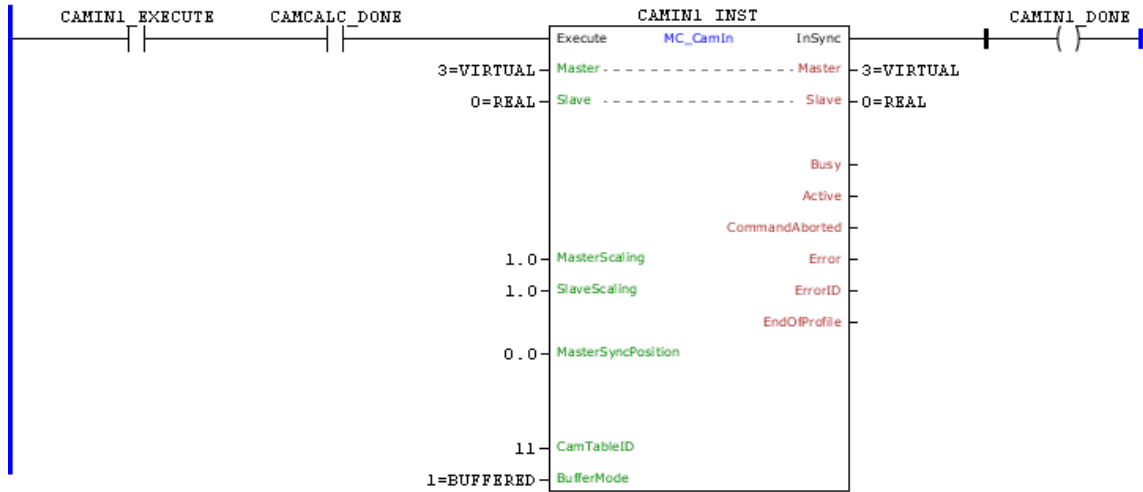 CAMIN1_EXECUTE CAMCALC_DONE CAMIN1_INST CAMIN1_DONE
Execute MC_CamIn InSync
3=VIRTUAL Master Master 3=VIRTUAL
0=REAL Slave Slave 0=REAL
Busy
Active
CommandAborted
1.0 MasterScaling Error
1.0 SlaveScaling ErrorID
EndOfProfile
0.0 MasterSyncPosition
11 CamTableID
1=BUFFERED BufferMode